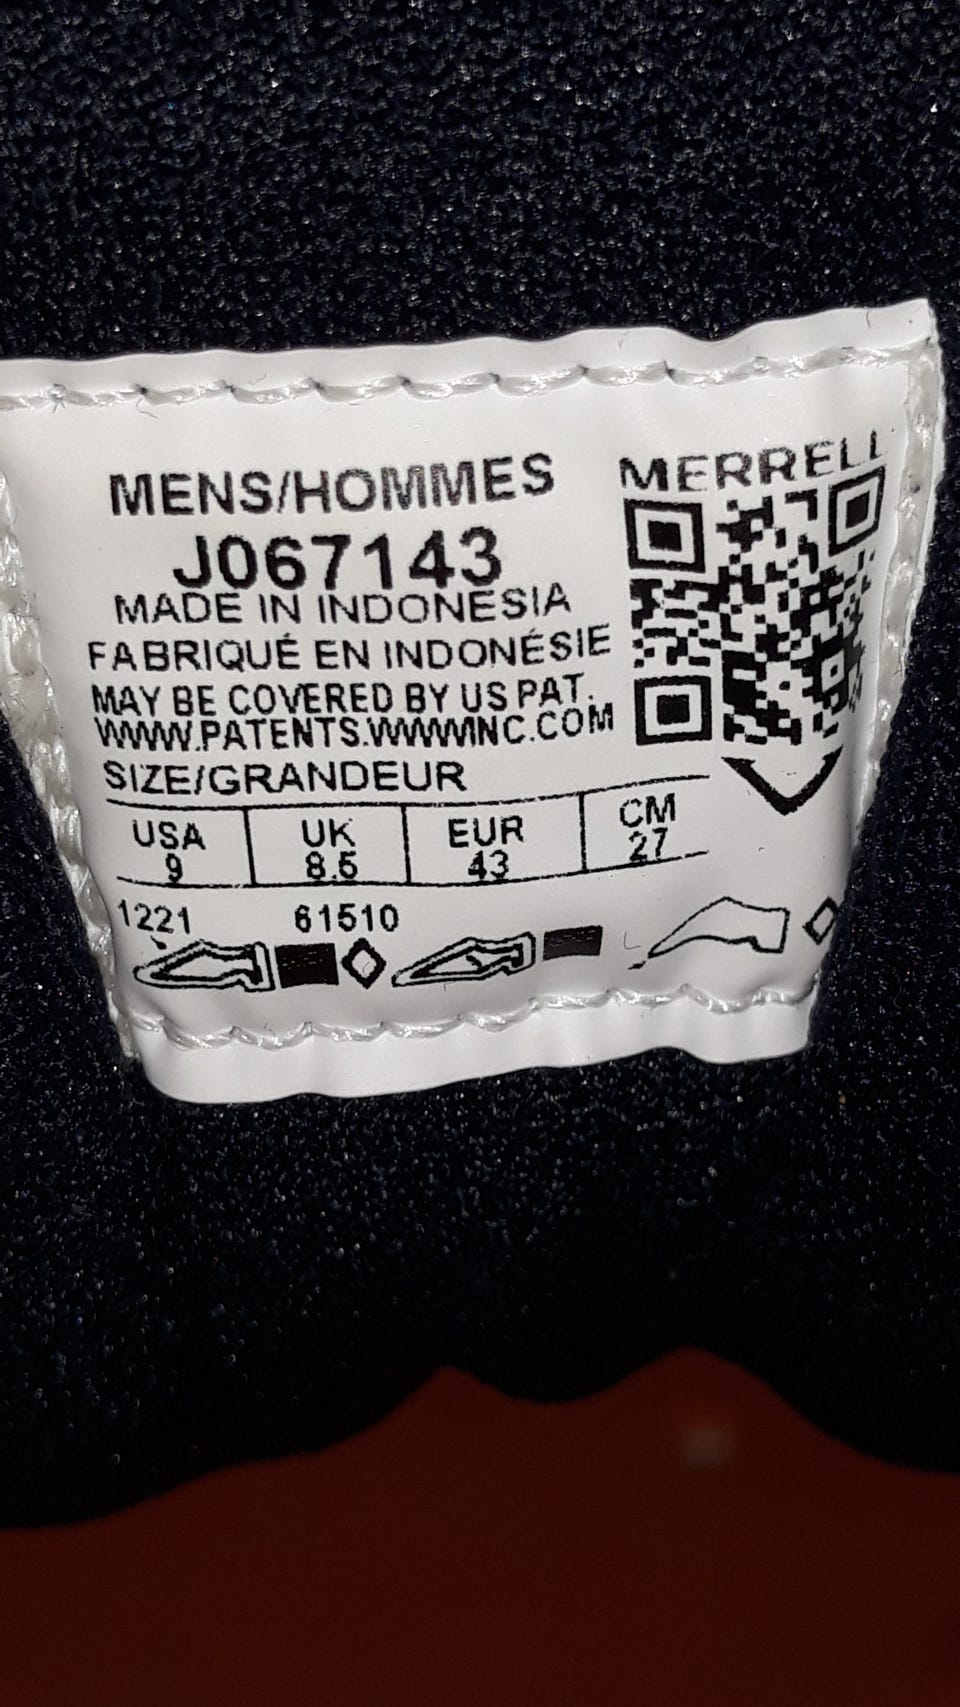 MENS/HOMMES
J067143
MADE IN INDONESIA
FABRIQUÉ EN INDONÉSIE
MAY BE COVERED BY US PAT.
WWW.PATENTS.WWWINC.COM
SIZE/GRANDEUR
USA UK EUR CM
9 8.5 43 27
1221 61510
MERRELL